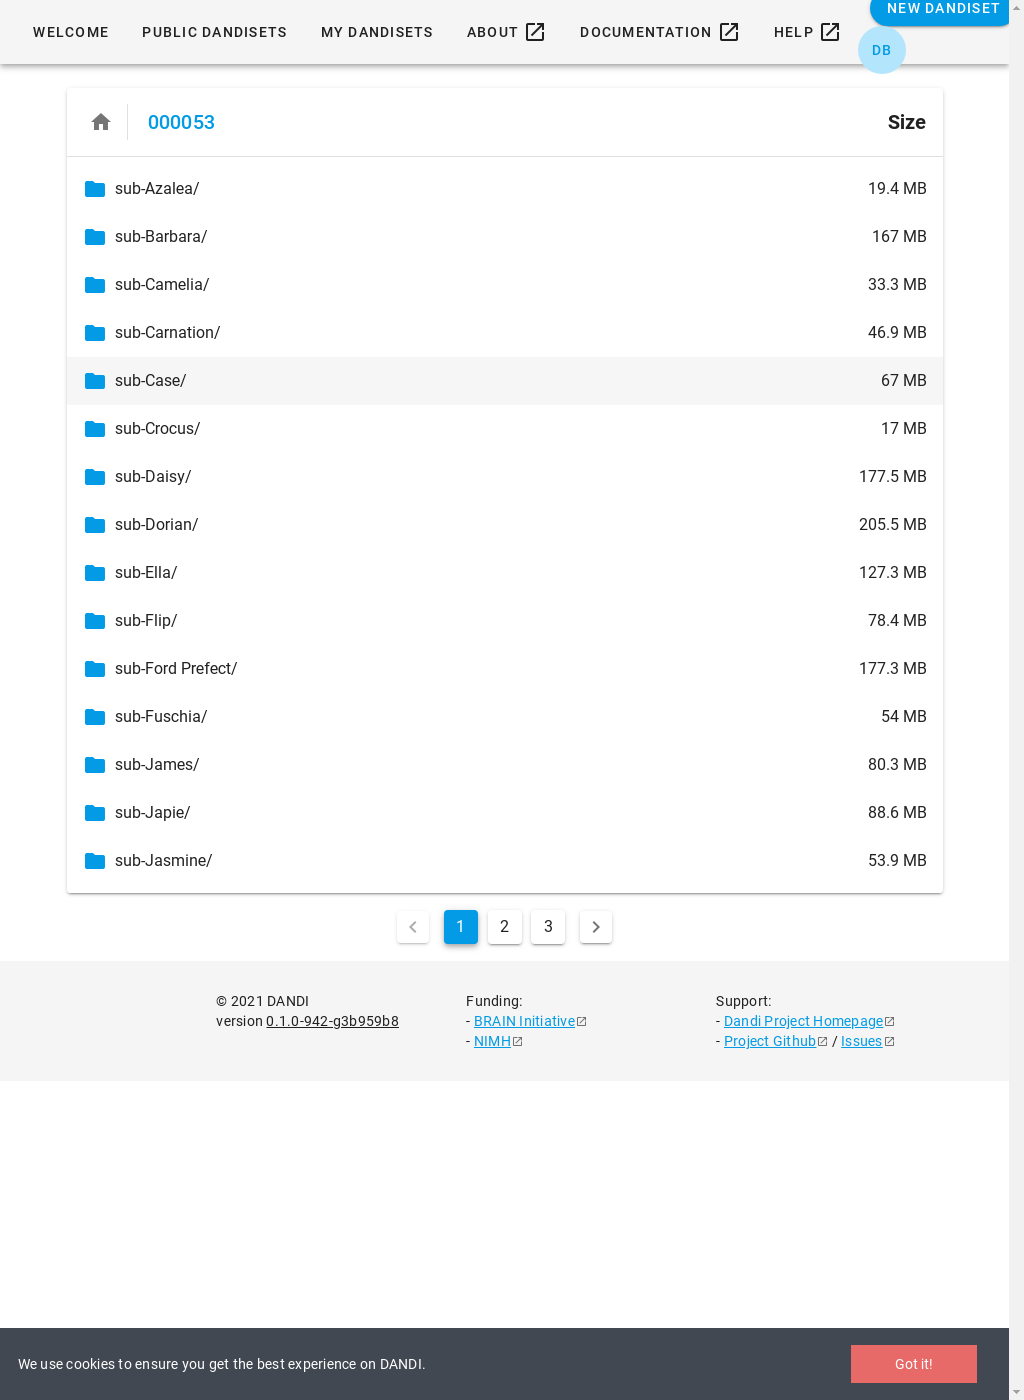 WELCOME PUBLIC DANDISETS MY DANDISETS ABOUT DOCUMENTATION HELP NEW DANDISET
DB
000053 Size
sub-Azalea/ 19.4 MB
sub-Barbara/ 167 MB
sub-Camelia/ 33.3 MB
sub-Carnation/ 46.9 MB
sub-Case/ 67 MB
sub-Crocus/ 17 MB
sub-Daisy/ 177.5 MB
sub-Dorian/ 205.5 MB
sub-Ella/ 127.3 MB
sub-Flip/ 78.4 MB
sub-Ford Prefect/ 177.3 MB
sub-Fuschia/ 54 MB
sub-James/ 80.3 MB
sub-Japie/ 88.6 MB
sub-Jasmine/ 53.9 MB
1 2 3
© 2021 DANDI
version 0.1.0-942-g3b959b8
Funding:
- BRAIN Initiative
- NIMH
Support:
- Dandi Project Homepage
- Project Github / Issues
We use cookies to ensure you get the best experience on DANDI. Got it!